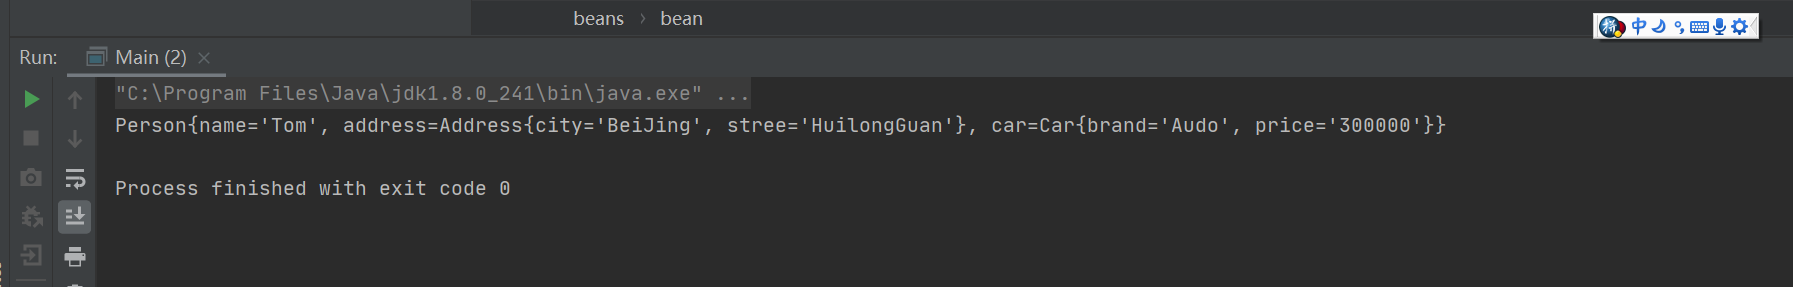 beans › bean
中
Run: Main (2) ×
"C:\Program Files\Java\jdk1.8.0_241\bin\java.exe" ...
Person{name='Tom', address=Address{city='BeiJing', stree='HuilongGuan'}, car=Car{brand='Audo', price='300000'}}
Process finished with exit code 0